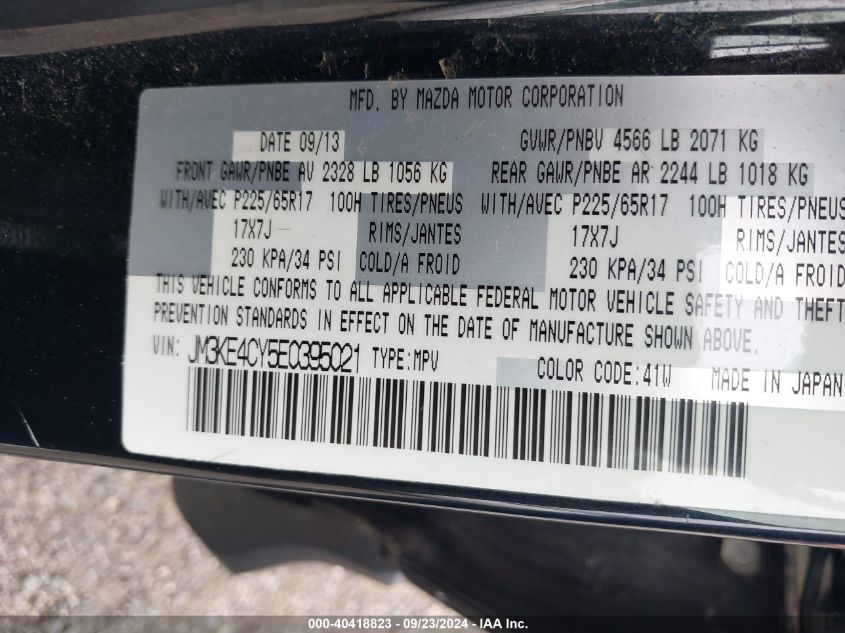 MFD. BY MAZDA MOTOR CORPORATION
DATE 09/13 GVWR/PNBV 4566 LB 2071 KG
FRONT GAWR/PNBE AV 2328 LB 1056 KG REAR GAWR/PNBE AR 2244 LB 1018 KG
WITH/AVEC P225/65R17 100H TIRES/PNEUS WITH/AVEC P225/65R17 100H TIRES/PNEUS
17X7J RIMS/JANTES 17X7J RIMS/JANTES
230 KPA/34 PSI COLD/A FROID 230 KPA/34 PSI COLD/A FROID
THIS VEHICLE CONFORMS TO ALL APPLICABLE FEDERAL MOTOR VEHICLE SAFETY AND THEFT
PREVENTION STANDARDS IN EFFECT ON THE DATE OF MANUFACTURE SHOWN ABOVE.
VIN: JM3KE4CY5E0395021 TYPE:MPV COLOR CODE:41W MADE IN JAPAN
000-40418823 - 09/23/2024 - Copyright IAA, Inc.